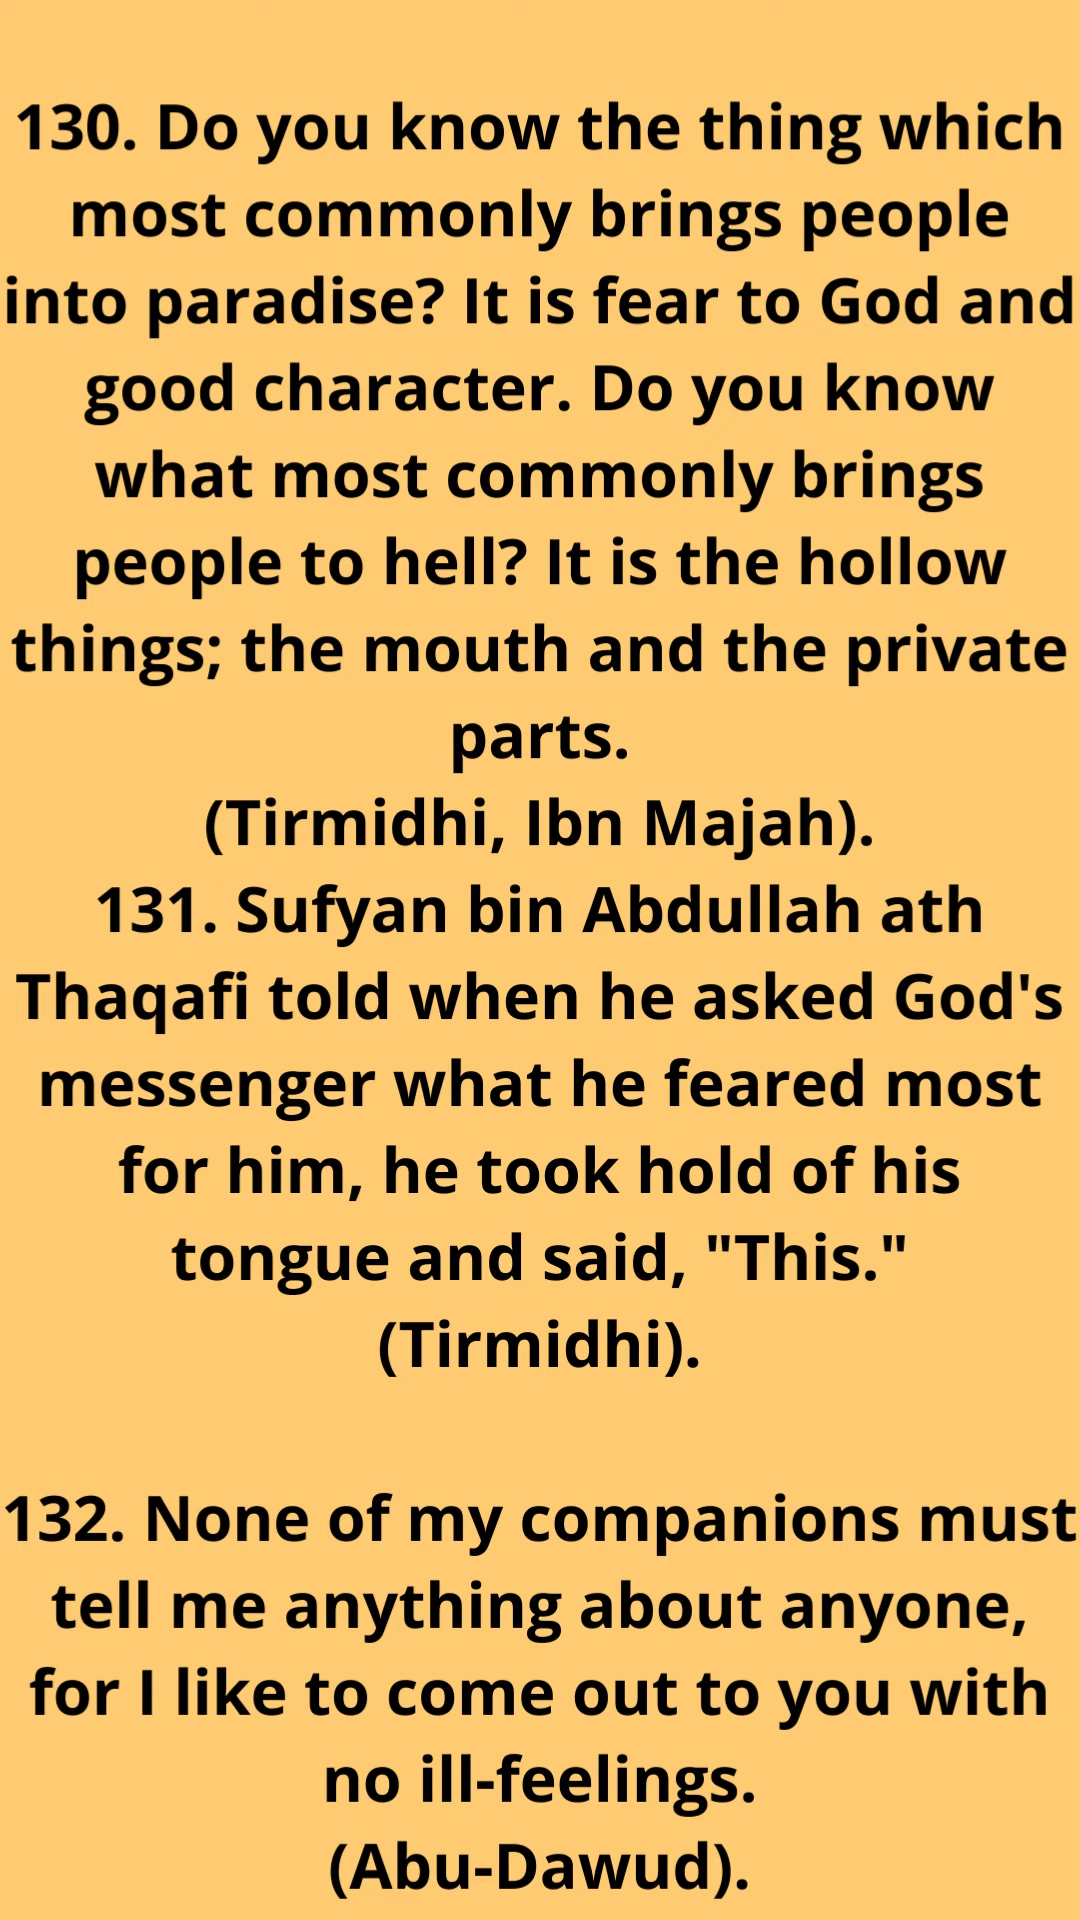 130. Do you know the thing which
most commonly brings people
into paradise? It is fear to God and
good character. Do you know
what most commonly brings
people to hell? It is the hollow
things; the mouth and the private
parts.
(Tirmidhi, Ibn Majah).
131. Sufyan bin Abdullah ath
Thaqafi told when he asked God's
messenger what he feared most
for him, he took hold of his
tongue and said, "This."
(Tirmidhi).
132. None of my companions must
tell me anything about anyone,
for I like to come out to you with
no ill-feelings.
(Abu-Dawud).